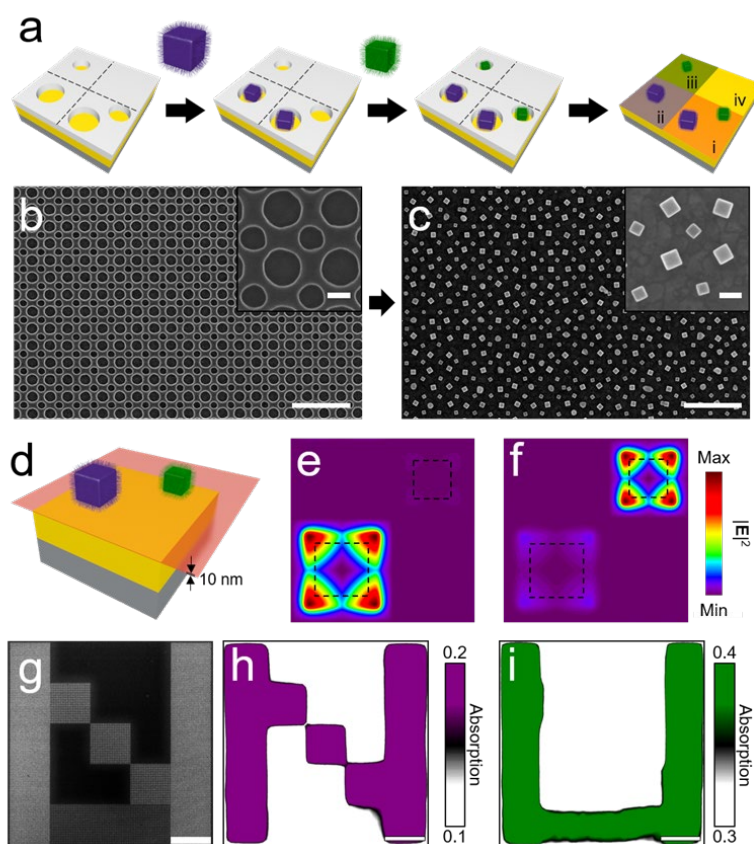 a
iii
iv
ii
i
b
c
d
10 nm
e
f
Max
|E|²
Min
g
h
0.2
Absorption
0.1
i
0.4
Absorption
0.3